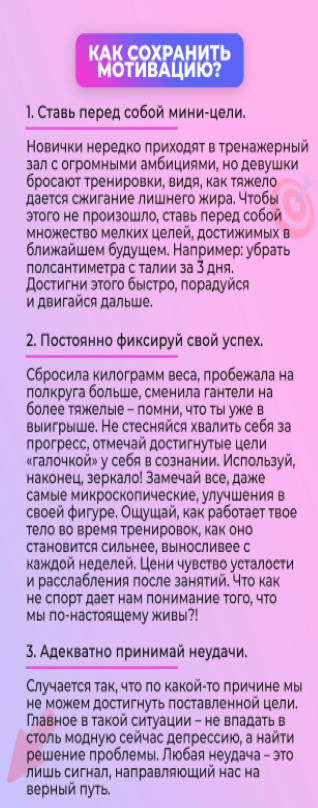 КАК СОХРАНИТЬ
МОТИВАЦИЮ?
1. Ставь перед собой мини-цели.
Новички нередко приходят в тренажерный
зал с огромными амбициями, но девушки
бросают тренировки, видя, как тяжело
дается сжигание лишнего жира. Чтобы
этого не произошло, ставь перед собой
множество мелких целей, достижимых в
ближайшем будущем. Например: убрать
полсантиметра с талии за 3 дня.
Достигни этого быстро, порадуйся
и двигайся дальше.
2. Постоянно фиксируй свой успех.
Сбросила килограмм веса, пробежала на
полкруга больше, сменила гантели на
более тяжелые – помни, что ты уже в
выигрыше. Не стесняйся хвалить себя за
прогресс, отмечай достигнутые цели
«галочкой» у себя в сознании. Используй,
наконец, зеркало! Замечай все, даже
самые микроскопические, улучшения в
своей фигуре. Ощущай, как работает твое
тело во время тренировок, как оно
становится сильнее, выносливее с
каждой неделей. Цени чувство усталости
и расслабления после занятий. Что как
не спорт дает нам понимание того, что
мы по-настоящему живы?!
3. Адекватно принимай неудачи.
Случается так, что по какой-то причине мы
не можем достигнуть поставленной цели.
Главное в такой ситуации – не впадать в
столь модную сейчас депрессию, а найти
решение проблемы. Любая неудача – это
лишь сигнал, направляющий нас на
верный путь.